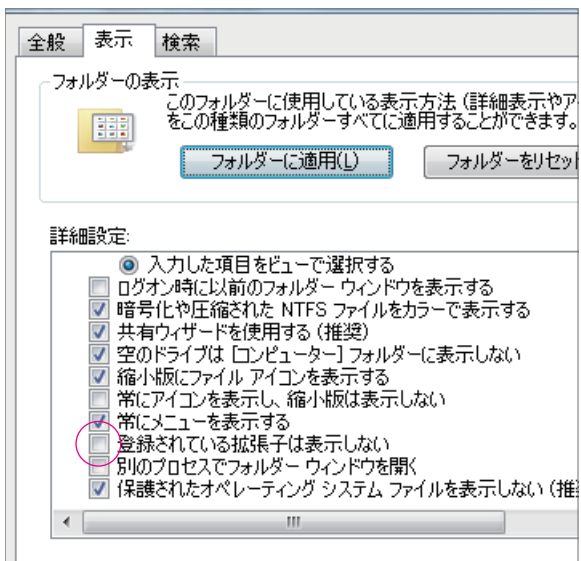 全般 表示 検索
フォルダーの表示
このフォルダーに使用している表示方法 (詳細表示やア
をこの種類のフォルダーすべてに適用することができます。
フォルダーに適用(L) フォルダーをリセット
詳細設定:
入力した項目をビューで選択する
ログオン時に以前のフォルダー ウィンドウを表示する
暗号化や圧縮された NTFS ファイルをカラーで表示する
共有ウィザードを使用する (推奨)
空のドライブは [コンピューター] フォルダーに表示しない
縮小版にファイル アイコンを表示する
常にアイコンを表示し、縮小版は表示しない
常にメニューを表示する
登録されている拡張子は表示しない
別のプロセスでフォルダー ウィンドウを開く
保護されたオペレーティング システム ファイルを表示しない (推